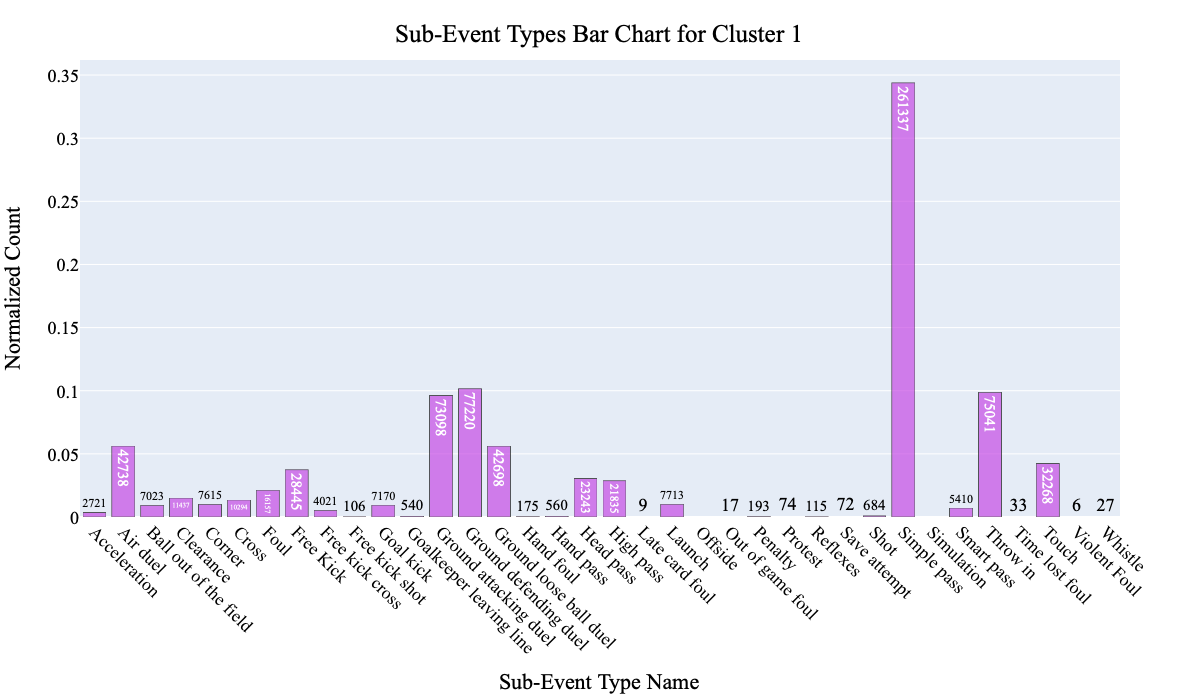 Sub-Event Types Bar Chart for Cluster 1
Normalized Count
0.35
0.3
0.25
0.2
0.15
0.1
0.05
0
2721
42738
7023
11437
7615
10294
16157
28445
4021
106
7170
540
73098
77220
42698
175
560
23243
21835
9
7713
17
193
74
115
72
684
261337
5410
75041
33
32268
6
27
Acceleration
Air duel
Ball out of the field
Clearance
Corner
Cross
Foul
Free Kick
Free kick cross
Free kick shot
Goal kick
Goalkeeper leaving line
Ground attacking duel
Ground defending duel
Ground loose ball duel
Hand foul
Hand pass
Head pass
High pass
Late card foul
Launch
Offside
Out of game foul
Penalty
Protest
Reflexes
Save attempt
Shot
Simple pass
Simulation
Smart pass
Throw in
Time lost foul
Touch
Violent Foul
Whistle
Sub-Event Type Name